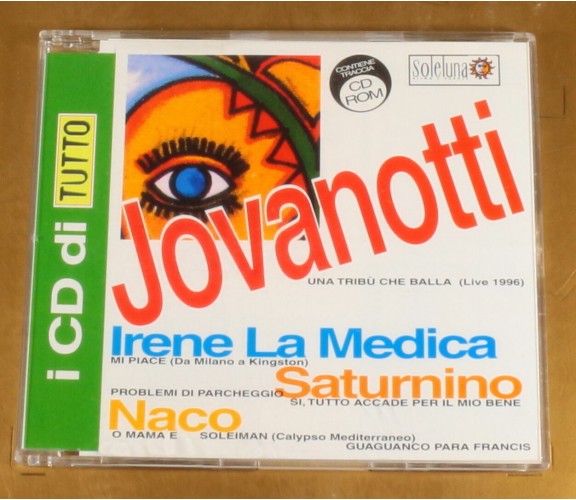 i CD di TUTTO
CONTIENE
TRACCIA
CD
ROM
soleluna
Jovanotti
UNA TRIBÙ CHE BALLA (Live 1996)
Irene La Medica
MI PIACE (Da Milano a Kingston)
Saturnino
PROBLEMI DI PARCHEGGIO
SI, TUTTO ACCADE PER IL MIO BENE
Naco
O MAMA E SOLEIMAN (Calypso Mediterraneo)
GUAGUANCO PARA FRANCIS